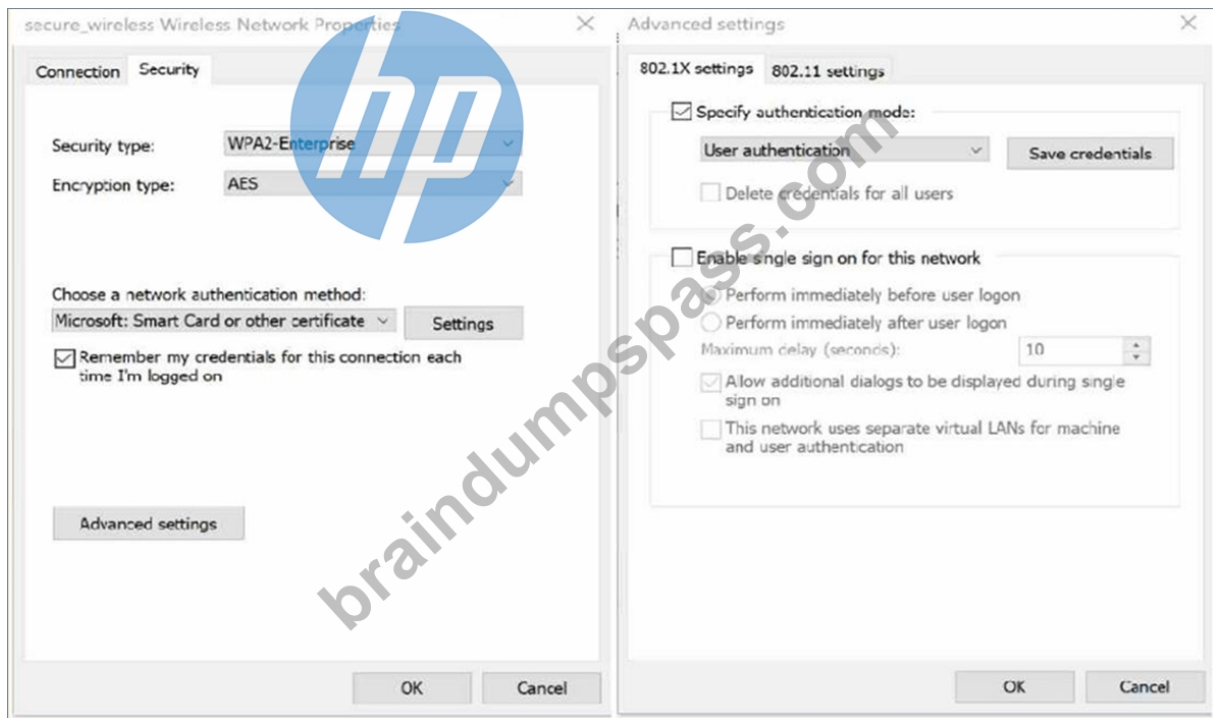 secure_wireless Wireless Network Properties
Connection
Security
Security type:
WPA2-Enterprise
Encryption type:
AES
Choose a network authentication method:
Microsoft: Smart Card or other certificate
Settings
Remember my credentials for this connection each
time I'm logged on
Advanced settings
OK
Cancel
Advanced settings
802.1X settings
802.11 settings
Specify authentication mode:
User authentication
Save credentials
Delete credentials for all users
Enable single sign on for this network
Perform immediately before user logon
Perform immediately after user logon
Maximum delay (seconds):
10
Allow additional dialogs to be displayed during single
sign on
This network uses separate virtual LANs for machine
and user authentication
OK
Cancel
hp
braindumpspass.com